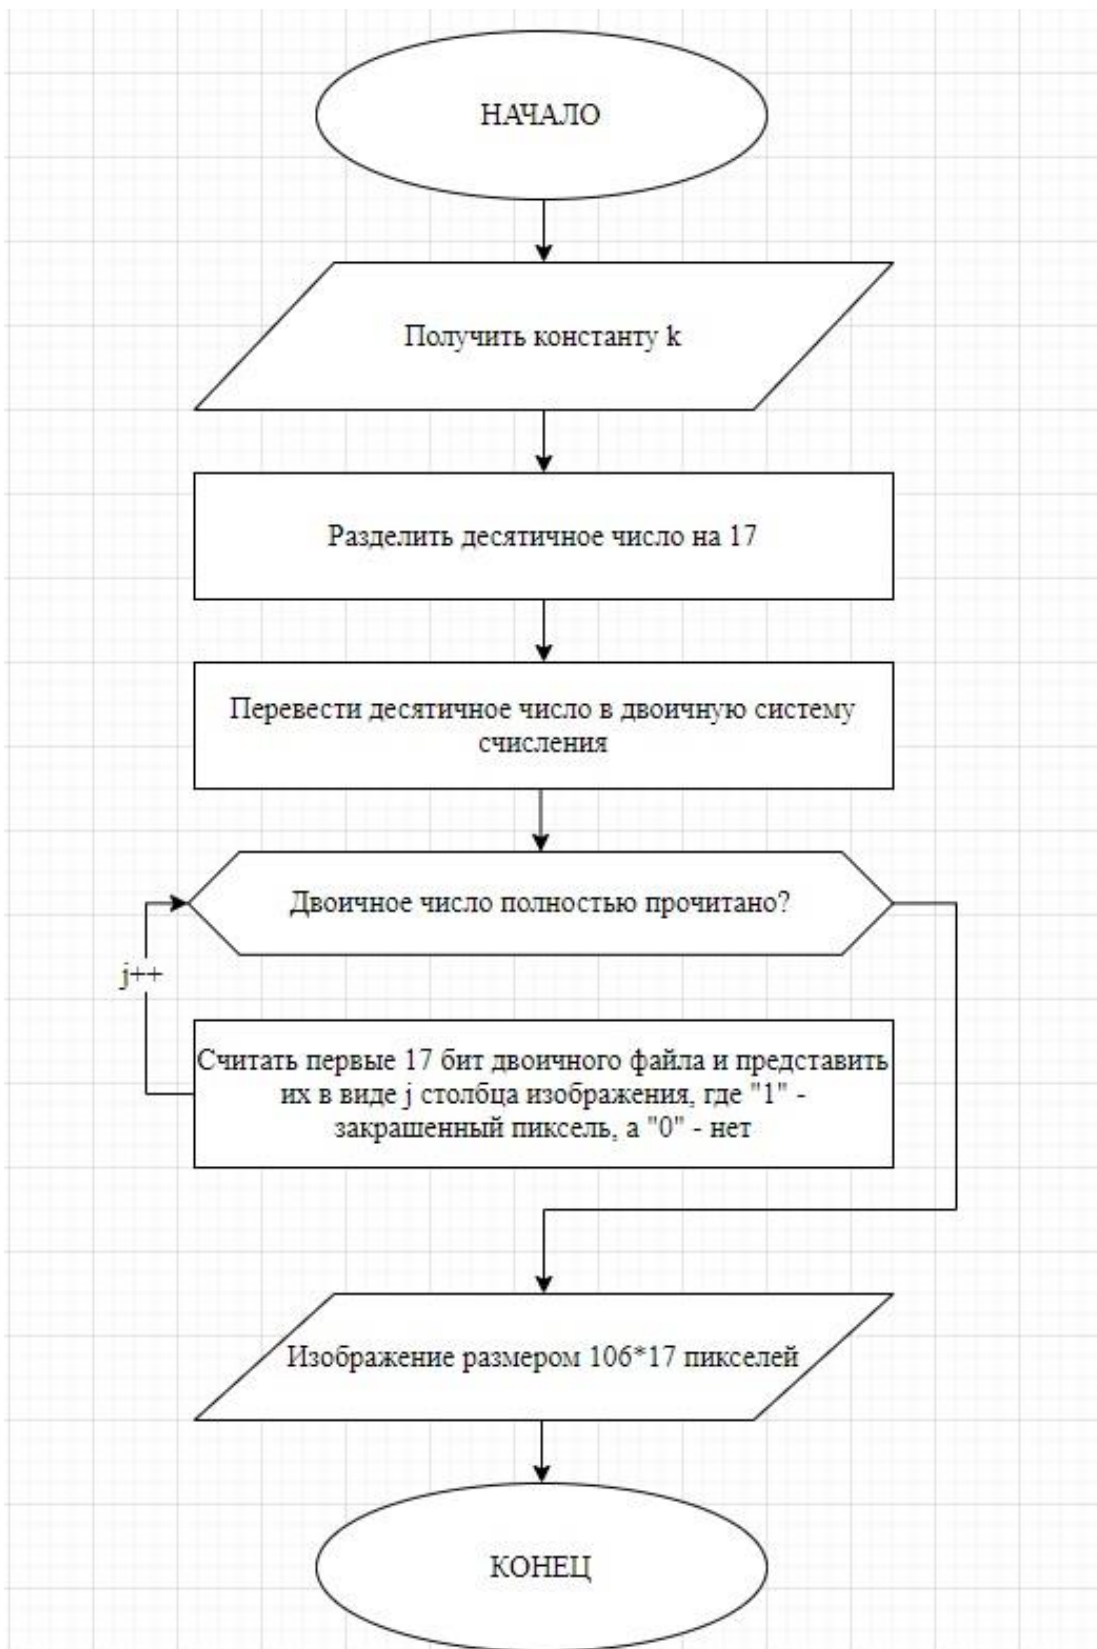 НАЧАЛО
Получить константу k
Разделить десятичное число на 17
Перевести десятичное число в двоичную систему
счисления
Двоичное число полностью прочитано?
j++
Считать первые 17 бит двоичного файла и представить
их в виде j столбца изображения, где "1" -
закрашенный пиксель, а "0" - нет
Изображение размером 106*17 пикселей
КОНЕЦ